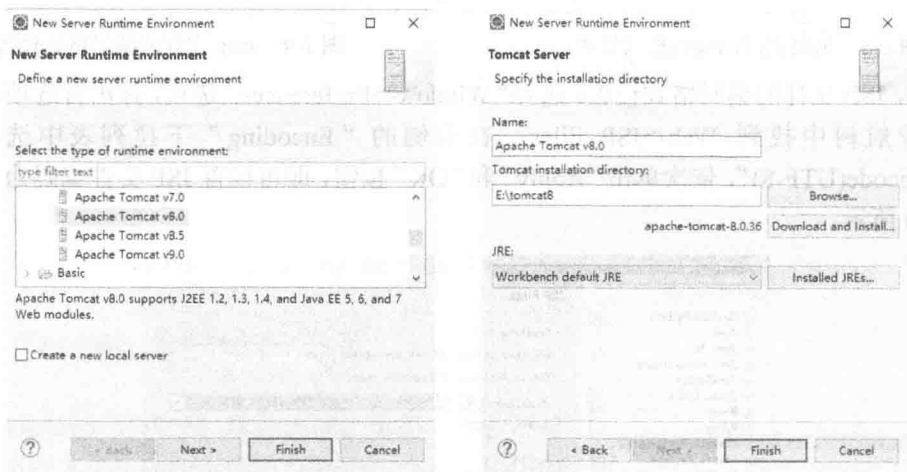 New Server Runtime Environment
New Server Runtime Environment
Define a new server runtime environment
Select the type of runtime environment:
type filter text
Apache Tomcat v7.0
Apache Tomcat v8.0
Apache Tomcat v8.5
Apache Tomcat v9.0
Basic
Apache Tomcat v8.0 supports J2EE 1.2, 1.3, 1.4, and Java EE 5, 6, and 7
Web modules.
Create a new local server
< Back
Next >
Finish
Cancel
New Server Runtime Environment
Tomcat Server
Specify the installation directory
Name:
Apache Tomcat v8.0
Tomcat installation directory:
E:\tomcat8
Browse...
apache-tomcat-8.0.36
Download and Install...
JRE:
Workbench default JRE
Installed JREs...
< Back
Next >
Finish
Cancel